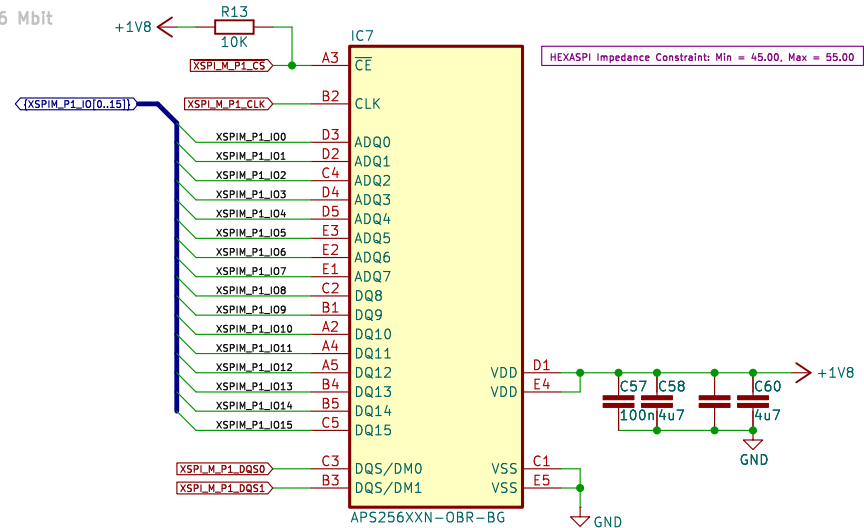 6 Mbit
R13
+1V8
10K
IC7
HEXASPI Impedance Constraint: Min = 45.00, Max = 55.00
XSPI_M_P1_CS A3 CE
{XSPIM_P1_IO[0..15]} XSPI_M_P1_CLK B2 CLK
XSPIM_P1_IO0 D3 ADQ0
XSPIM_P1_IO1 D2 ADQ1
XSPIM_P1_IO2 C4 ADQ2
XSPIM_P1_IO3 D4 ADQ3
XSPIM_P1_IO4 D5 ADQ4
XSPIM_P1_IO5 E3 ADQ5
XSPIM_P1_IO6 E2 ADQ6
XSPIM_P1_IO7 E1 ADQ7
XSPIM_P1_IO8 C2 DQ8
XSPIM_P1_IO9 B1 DQ9
XSPIM_P1_IO10 A2 DQ10
XSPIM_P1_IO11 A4 DQ11
XSPIM_P1_IO12 A5 DQ12
XSPIM_P1_IO13 B4 DQ13
XSPIM_P1_IO14 B5 DQ14
XSPIM_P1_IO15 C5 DQ15
VDD D1 +1V8
VDD E4
C57 C58 C60
100n 4u7 4u7
GND
XSPI_M_P1_DQS0 C3 DQS/DM0 VSS C1
XSPI_M_P1_DQS1 B3 DQS/DM1 VSS E5
APS256XXN-OBR-BG
GND